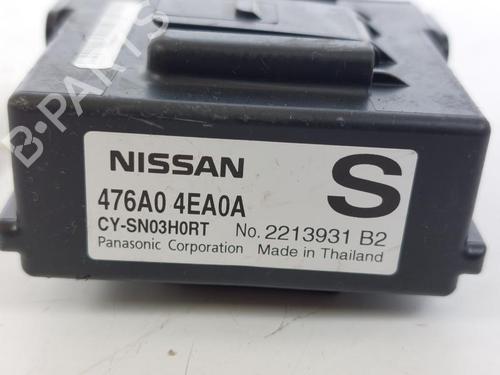 B-PARTS
NISSAN
S
476A0 4EA0A
CY-SN03H0RT No. 2213931 B2
Panasonic Corporation Made in Thailand